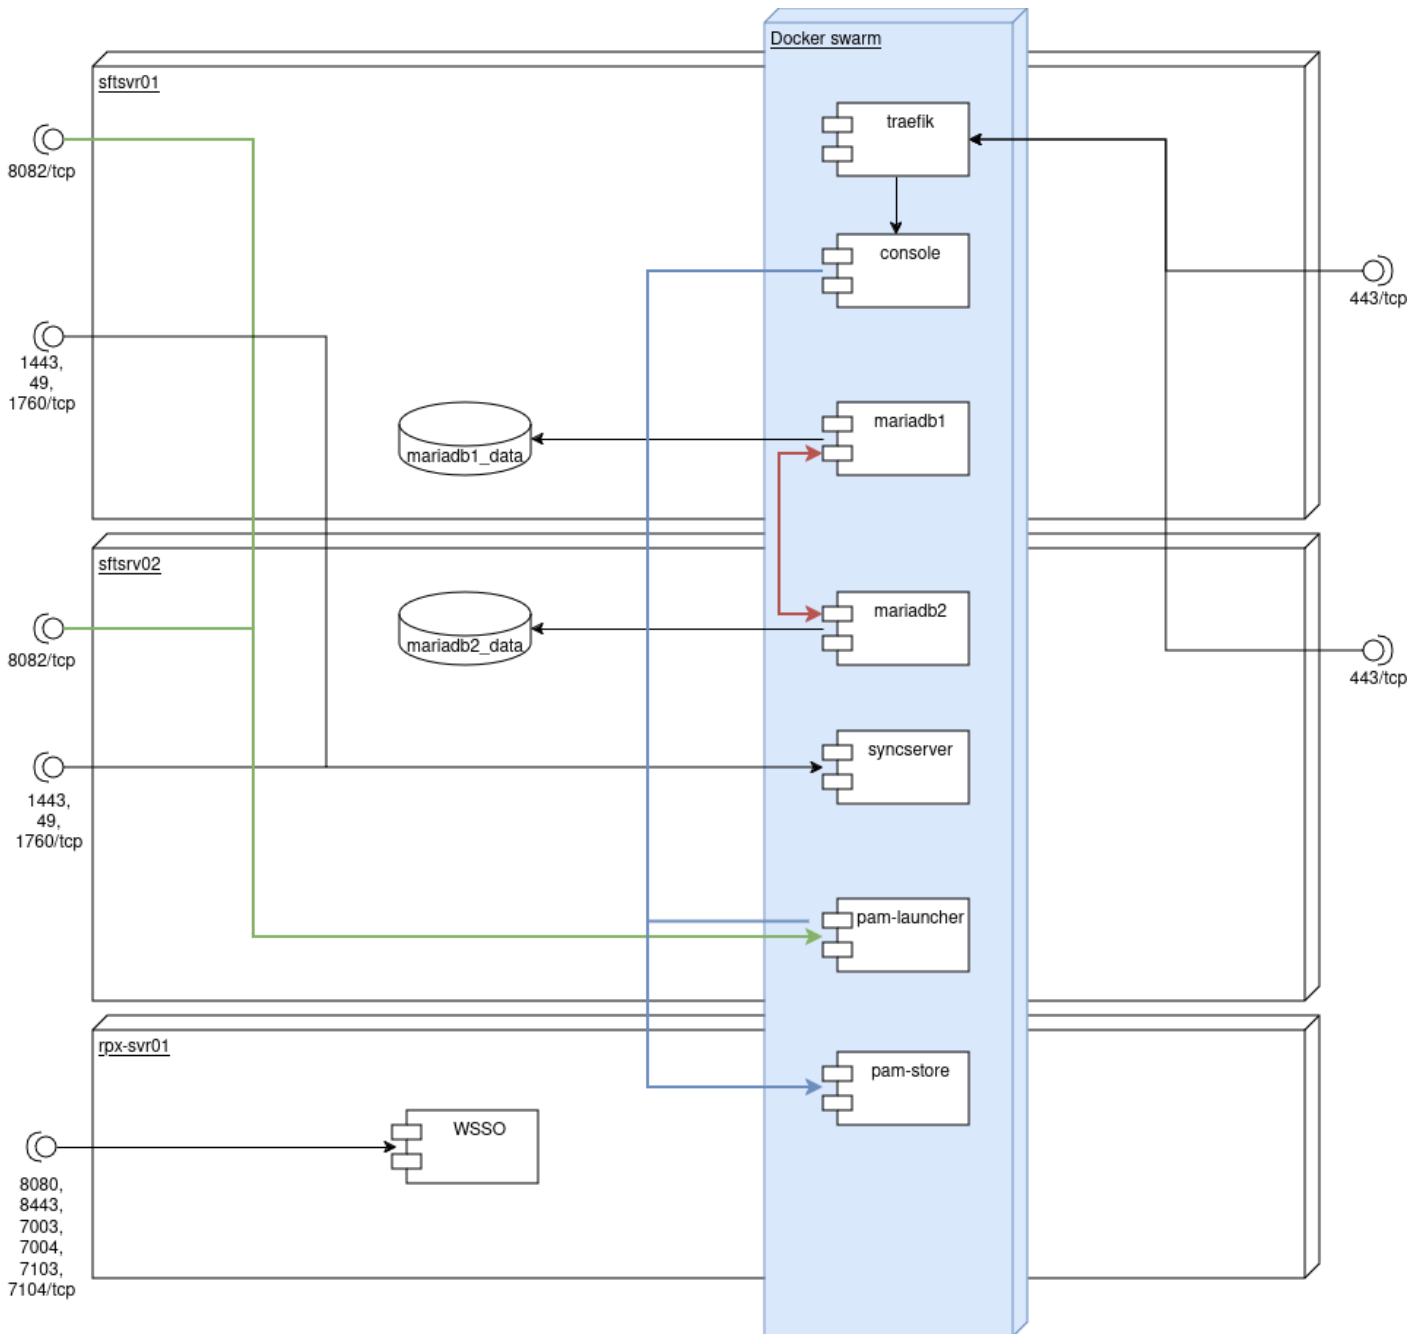 Docker swarm
sftsvr01
traefik
8082/tcp
console
443/tcp
1443,
49,
1760/tcp
mariadb1
mariadb1_data
sftsrv02
mariadb2
mariadb2_data
8082/tcp
443/tcp
syncserver
1443,
49,
1760/tcp
pam-launcher
rpx-svr01
pam-store
WSSO
8080,
8443,
7003,
7004,
7103,
7104/tcp